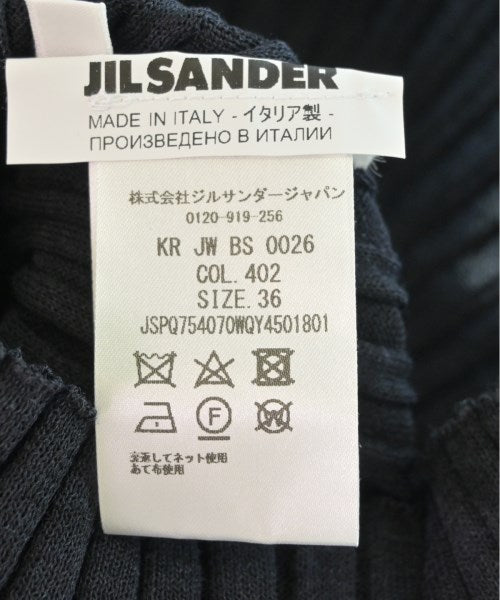 JIL SANDER
MADE IN ITALY - イタリア製 -
ПРОИЗВЕДЕНО В ИТАЛИИ
株式会社ジルサンダージャパン
0120-919-256
KR JW BS 0026
COL. 402
SIZE. 36
JSPQ754070WQY4501801
F
W
裏返してネット使用
あて布使用